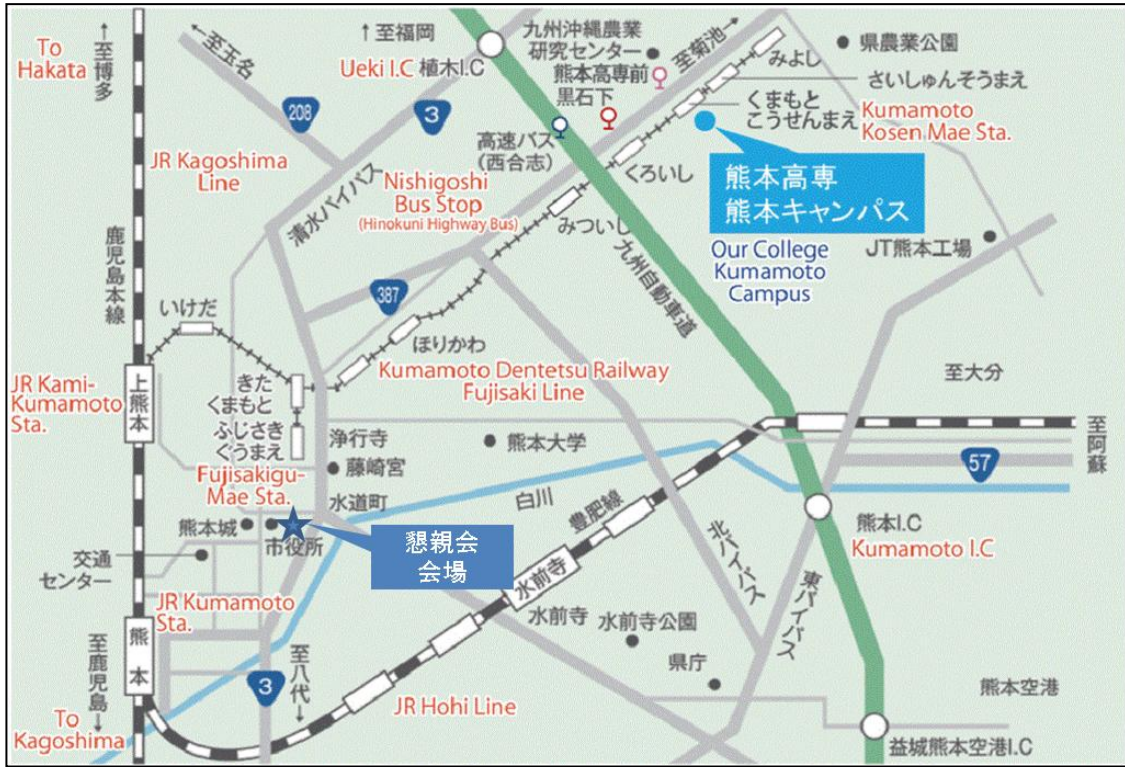 To
Hakata
↑至博多
←至玉名
↑至福岡
Ueki I.C 植木I.C
九州沖縄農業
研究センター
熊本高専前
黒石下
至菊池→
みよし
県農業公園
さいしゅんそうまえ
くまもと
こうせんまえ
Kumamoto
Kosen Mae Sta.
208
3
JR Kagoshima
Line
清水バイパス
高速バス
(西合志)
Nishigoshi
Bus Stop
(Hinokuni Highway Bus)
くろいし
みついし
熊本高専
熊本キャンパス
Our College
Kumamoto
Campus
JT熊本工場
鹿児島本線
九州自動車道
387
いけだ
ほりかわ
Kumamoto Dentetsu Railway
Fujisaki Line
至大分
JR Kami-
Kumamoto
Sta.
上熊本
きた
くまもと
ふじさき
ぐうまえ
Fujisakigu-
Mae Sta.
浄行寺
藤崎宮
水道町
熊本大学
至阿蘇
57
白川
豊肥線
熊本城
市役所
懇親会
会場
交通
センター
熊本I.C
Kumamoto I.C
北バイパス
東バイパス
水前寺
水前寺
水前寺公園
県庁
JR Kumamoto
Sta.
熊本
至鹿児島↓
3
至八代↓
JR Hohi Line
To
Kagoshima
熊本空港
益城熊本空港I.C